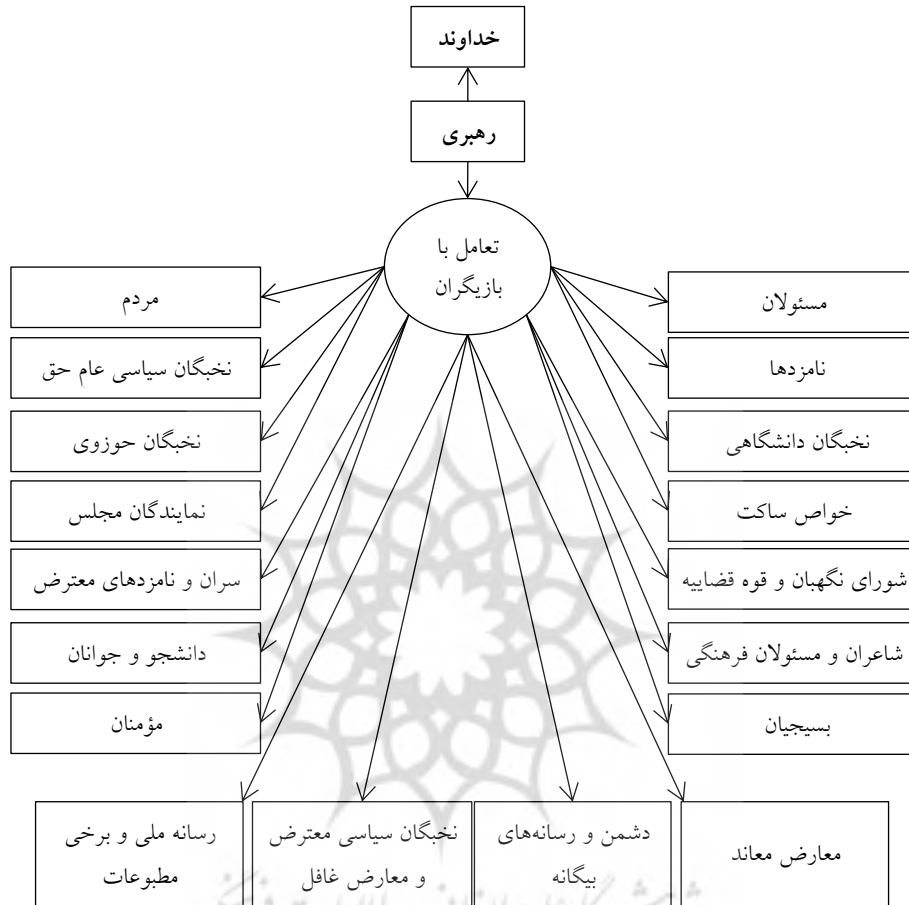 خداوند
رهبری
تعامل با
بازیگران
مسئولان
مردم
نامزدها
نخبگان سیاسی عام حق
نخبگان دانشگاهی
نخبگان حوزوی
خواص ساکت
نمایندگان مجلس
شورای نگهبان و قوه قضاییه
سران و نامزدهای معترض
شاعران و مسئولان فرهنگی
دانشجو و جوانان
بسیجیان
مؤمنان
معارض معاند
دشمن و رسانه‌های
بیگانه
نخبگان سیاسی معترض
و معارض غافل
رسانه ملی و برخی
مطبوعات